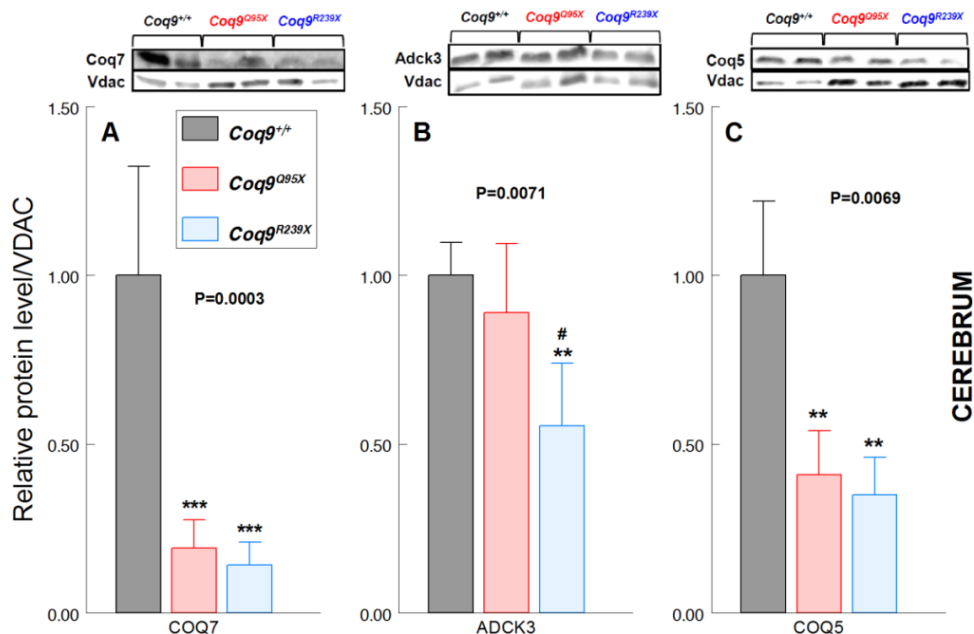 Coq9+/+ Coq9Q95X Coq9R239X
Coq7
Vdac
Coq9+/+ Coq9Q95X Coq9R239X
Adck3
Vdac
Coq9+/+ Coq9Q95X Coq9R239X
Coq5
Vdac
Relative protein level/VDAC
1.50
1.00
0.50
0.00
A
Coq9+/+
Coq9Q95X
Coq9R239X
P=0.0003
***
***
COQ7
1.50
1.00
0.50
0.00
B
P=0.0071
#
**
ADCK3
1.50
1.00
0.50
0.00
C
P=0.0069
**
**
COQ5
CEREBRUM